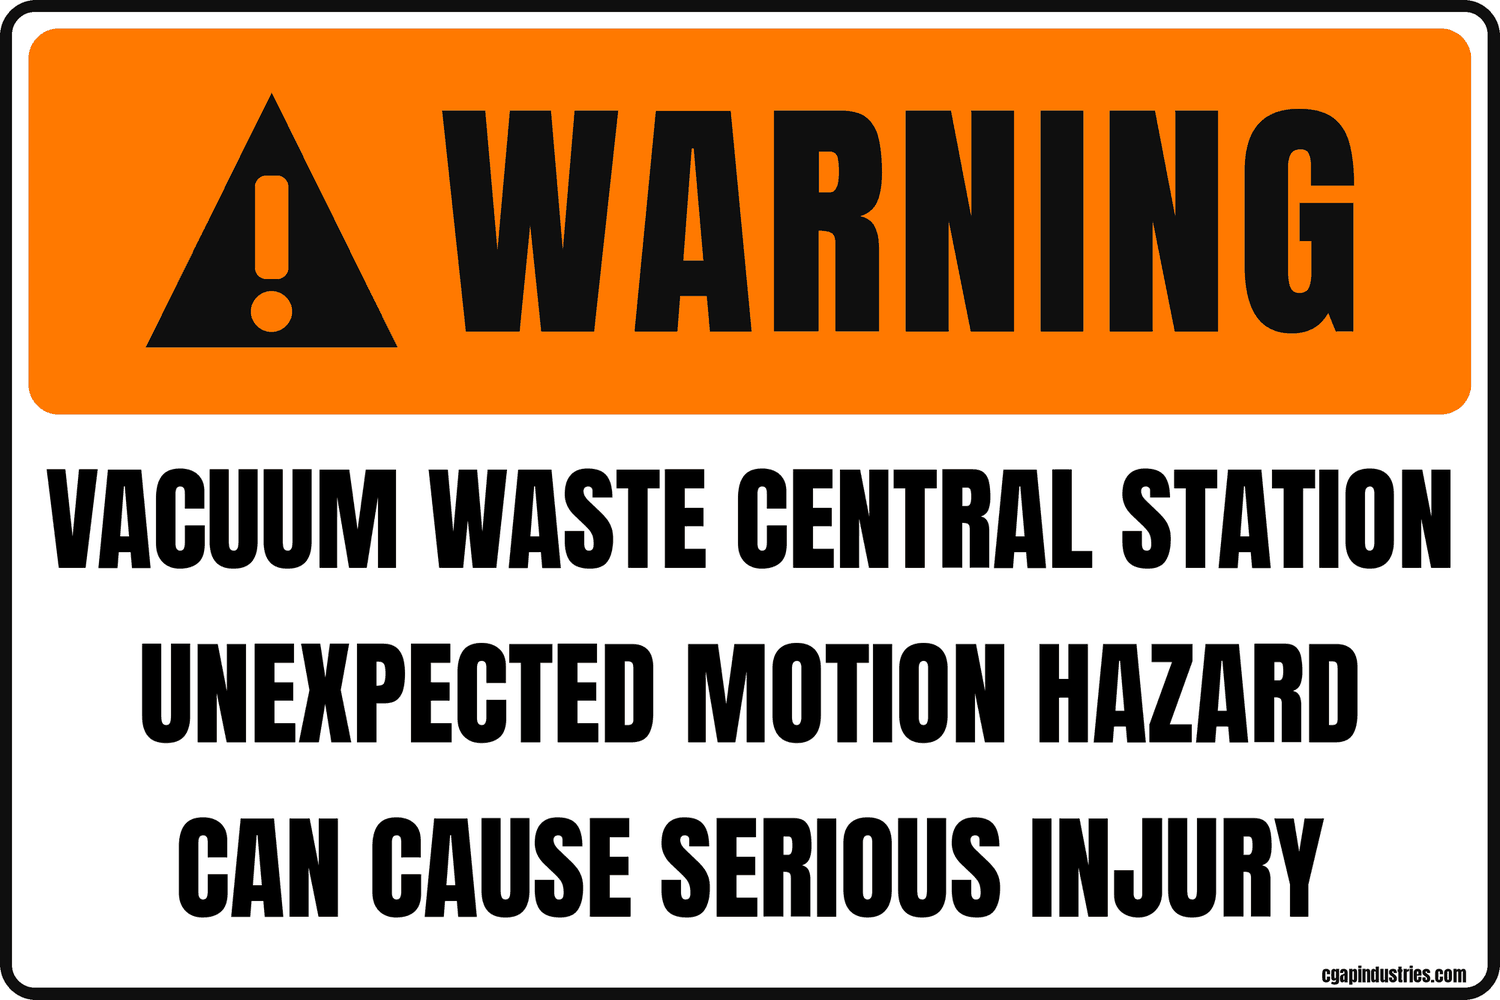 WARNING
VACUUM WASTE CENTRAL STATION
UNEXPECTED MOTION HAZARD
CAN CAUSE SERIOUS INJURY
cgapindustries.com